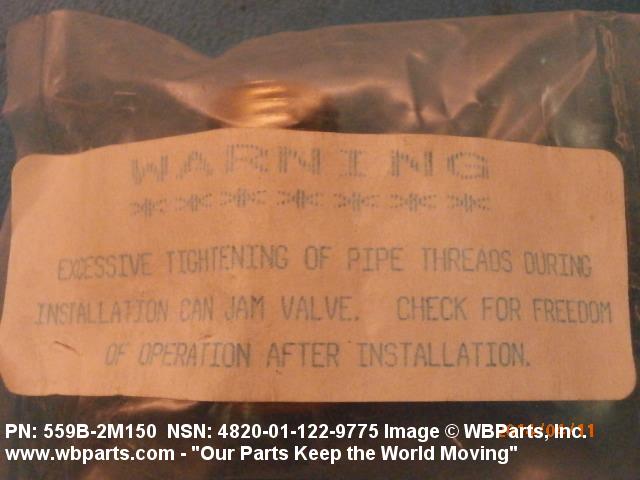 WARNING
*******
EXCESSIVE TIGHTENING OF PIPE THREADS DURING
INSTALLATION CAN JAM VALVE. CHECK FOR FREEDOM
OF OPERATION AFTER INSTALLATION.
PN: 559B-2M150 NSN: 4820-01-122-9775 Image © WBParts, Inc.
www.wbparts.com - "Our Parts Keep the World Moving"